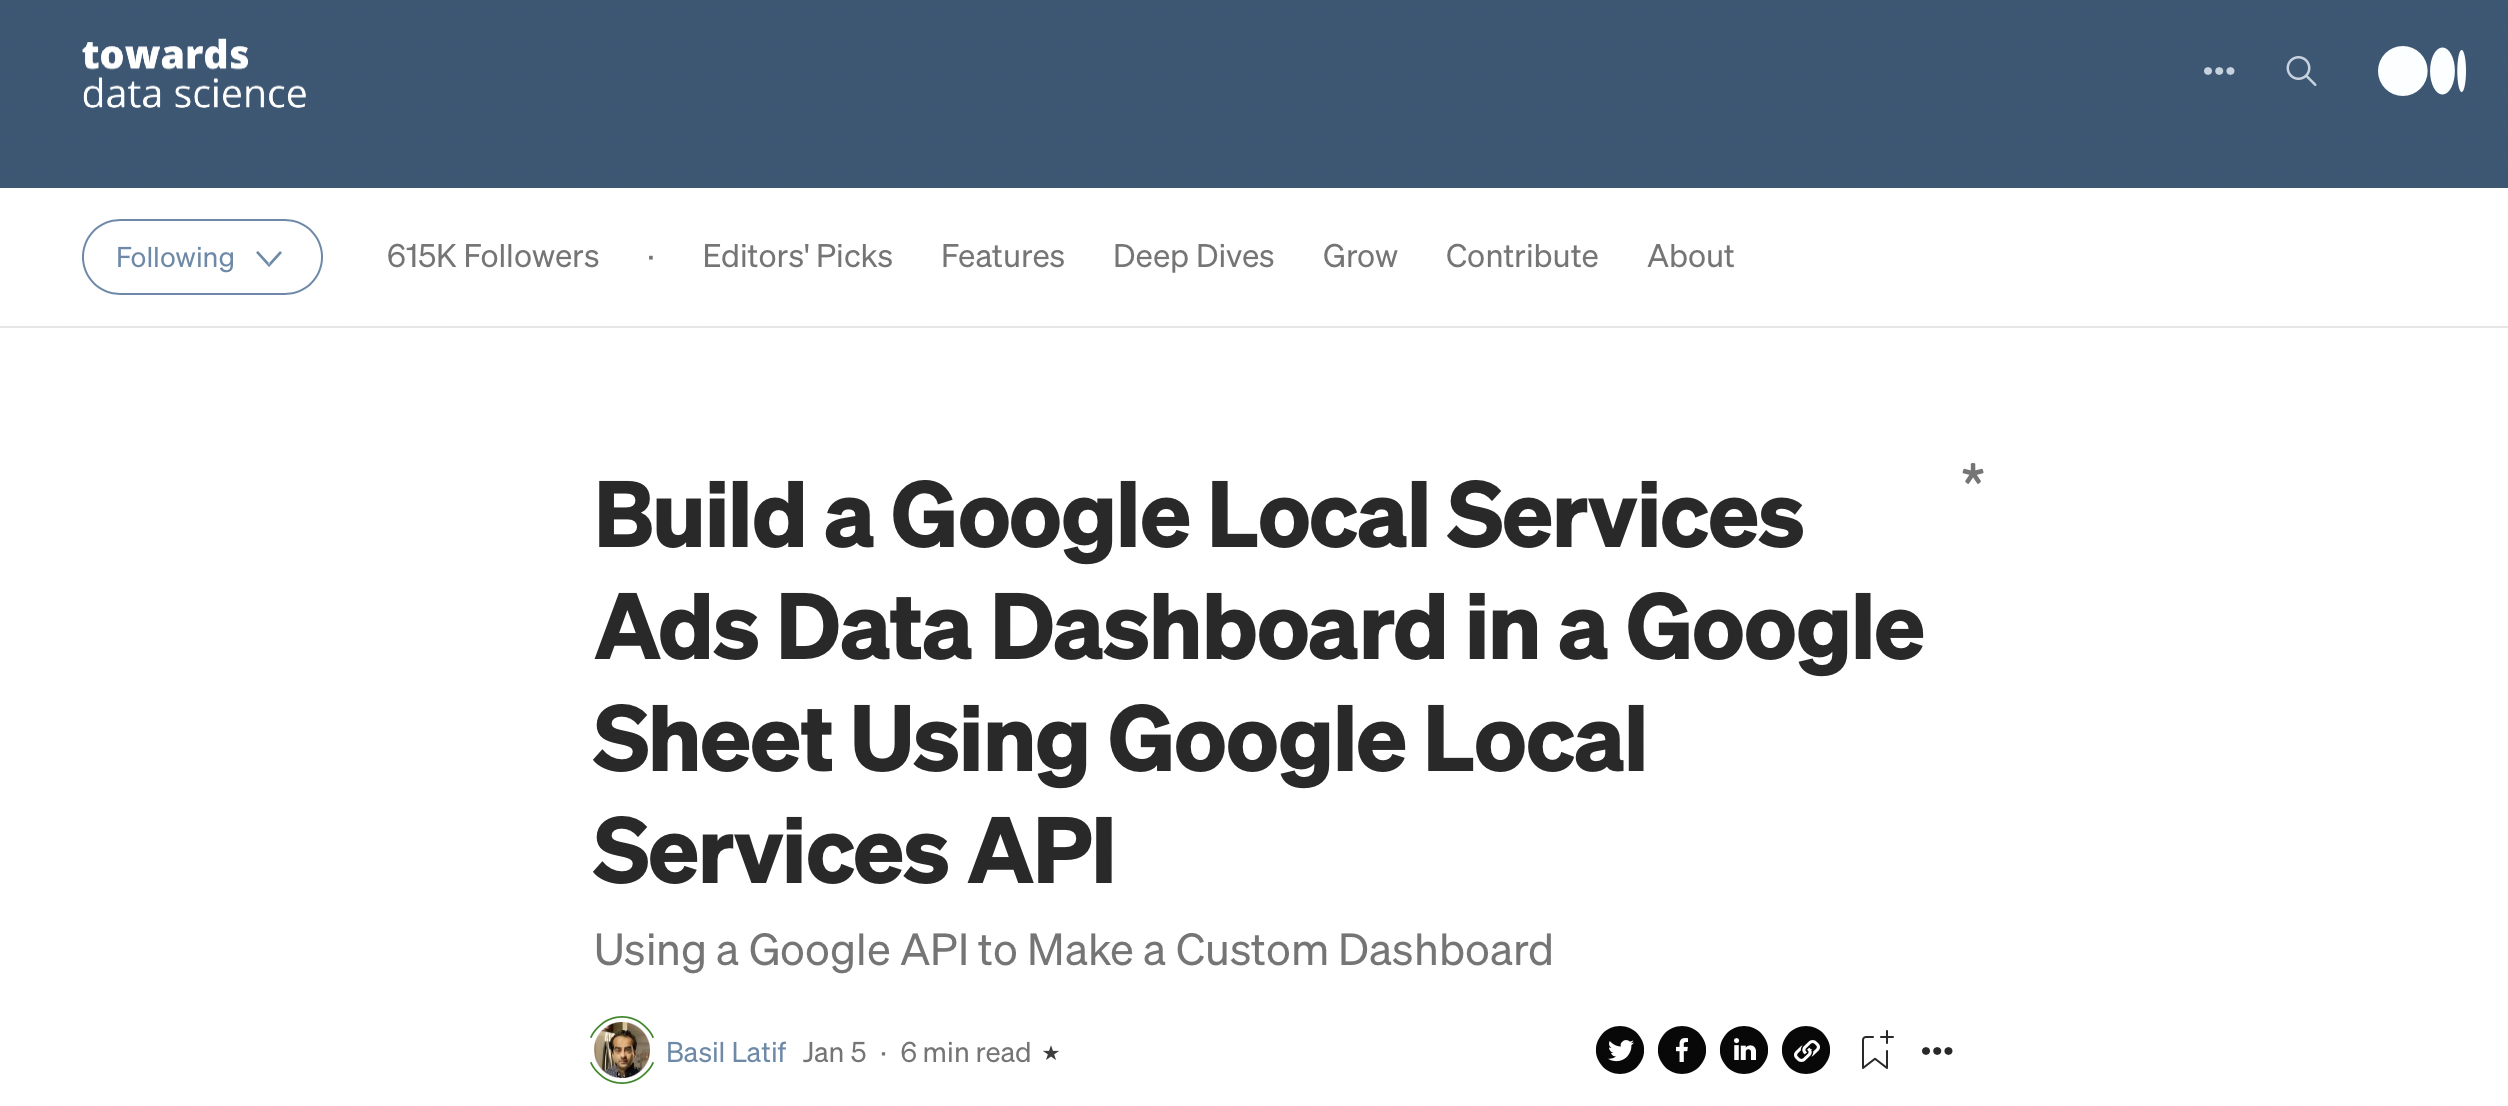 towards
data science
Following
615K Followers · Editors' Picks Features Deep Dives Grow Contribute About
Build a Google Local Services
Ads Data Dashboard in a Google
Sheet Using Google Local
Services API
*
Using a Google API to Make a Custom Dashboard
Basil Latif Jan 5 · 6 min read ★